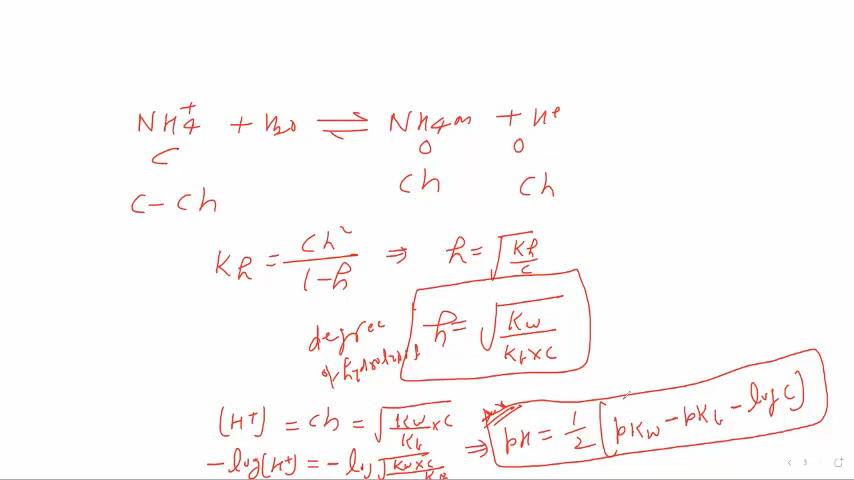 NH4+ + H2O ⇌ NH4OH + H⊕
C 0 0
C-Ch Ch Ch
Kh = Ch²/(1-h) ⇒ h = √(Kh/C)
degree of hydrolysis h = √(Kw/(Kb×C))
[H+] = Ch = √(Kw/Kb × C)
-log[H+] = -log √(Kw×C/Kb) ⇒ pH = 1/2 [pKw - pKb - log C]